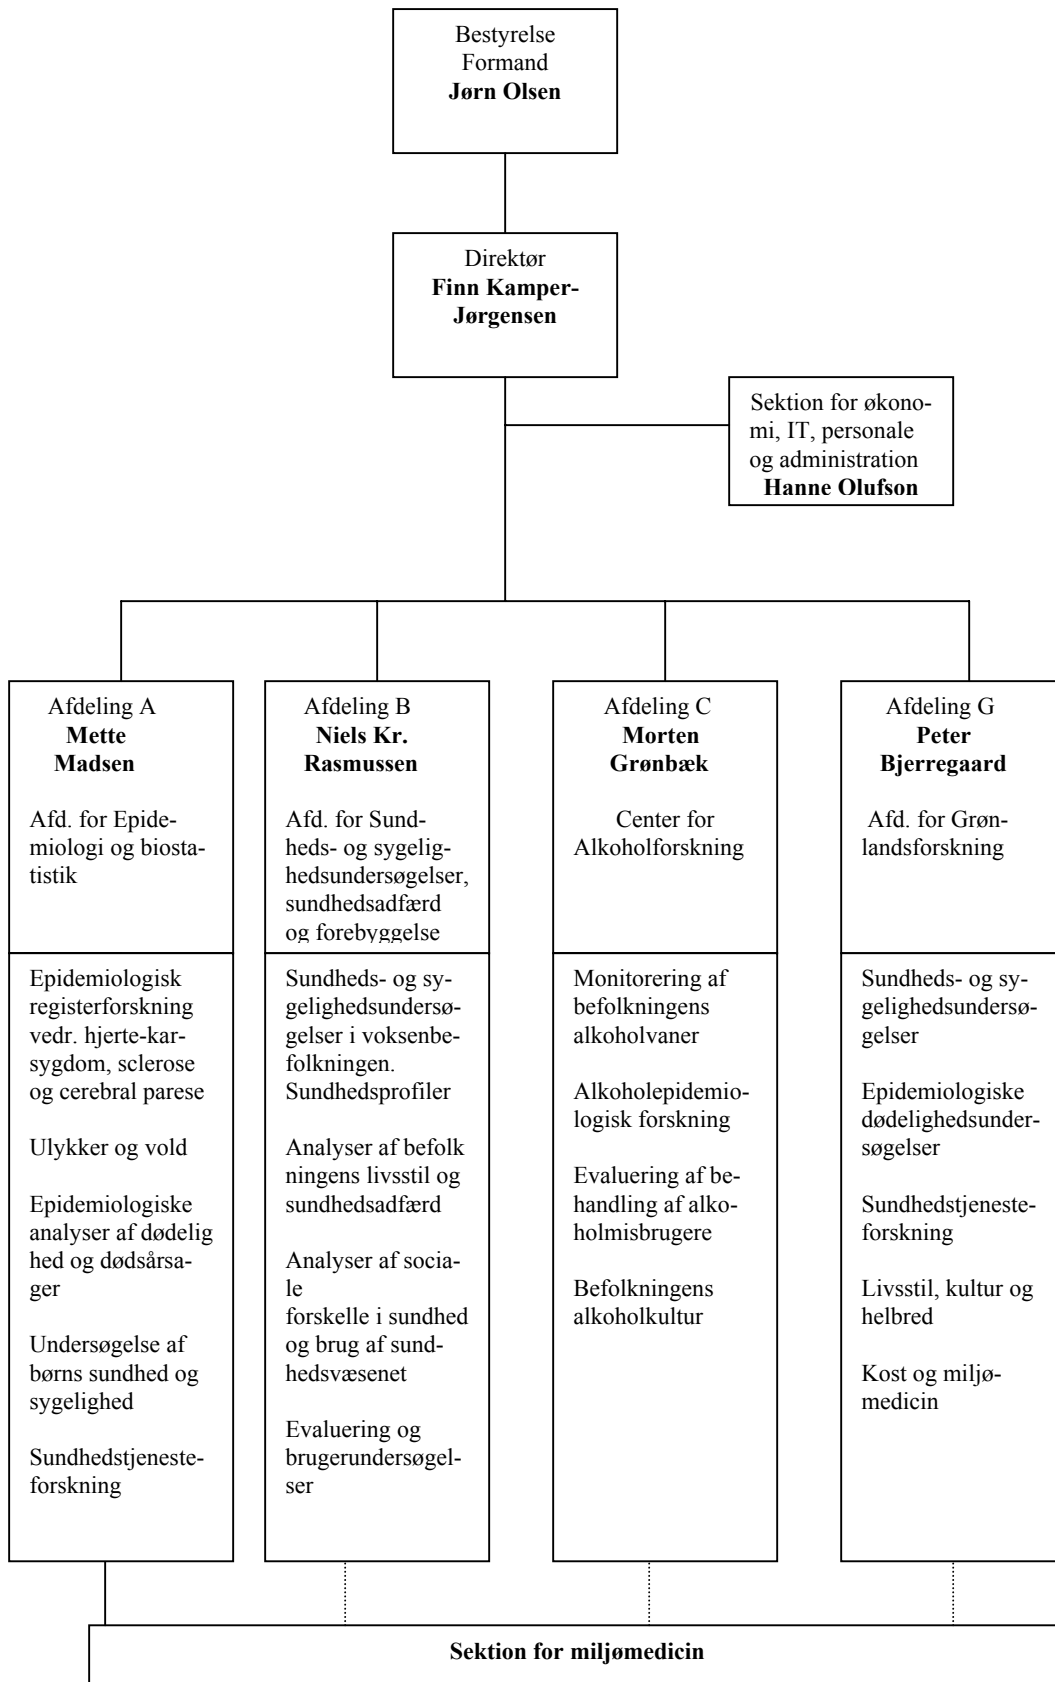 Bestyrelse
Formand
Jørn Olsen
Direktør
Finn Kamper-
Jørgensen
Sektion for økono-
mi, IT, personale
og administration
Hanne Olufson
Afdeling A
Mette
Madsen
Afd. for Epide-
miologi og biosta-
tistik
Epidemiologisk
registerforskning
vedr. hjerte-kar-
sygdom, sclerose
og cerebral parese
Ulykker og vold
Epidemiologiske
analyser af dødelig
hed og dødsårsa-
ger
Undersøgelse af
børns sundhed og
sygelighed
Sundhedstjeneste-
forskning
Afdeling B
Niels Kr.
Rasmussen
Afd. for Sund-
heds- og sygelig-
hedsundersøgelser,
sundhedsadfærd
og forebyggelse
Sundheds- og sy-
gelighedsundersø-
gelser i voksenbe-
folkningen.
Sundhedsprofiler
Analyser af befolk
ningens livsstil og
sundhedsadfærd
Analyser af socia-
le
forskelle i sundhed
og brug af sund-
hedsvæsenet
Evaluering og
brugerundersøgel-
ser
Afdeling C
Morten
Grønbæk
Center for
Alkoholforskning
Monitorering af
befolkningens
alkoholvaner
Alkoholepidemio-
logisk forskning
Evaluering af be-
handling af alko-
holmisbrugere
Befolkningens
alkoholkultur
Afdeling G
Peter
Bjerregaard
Afd. for Grøn-
landsforskning
Sundheds- og sy-
gelighedsundersø-
gelser
Epidemiologiske
dødelighedsunder-
søgelser
Sundhedstjeneste-
forskning
Livsstil, kultur og
helbred
Kost og miljø-
medicin
Sektion for miljømedicin